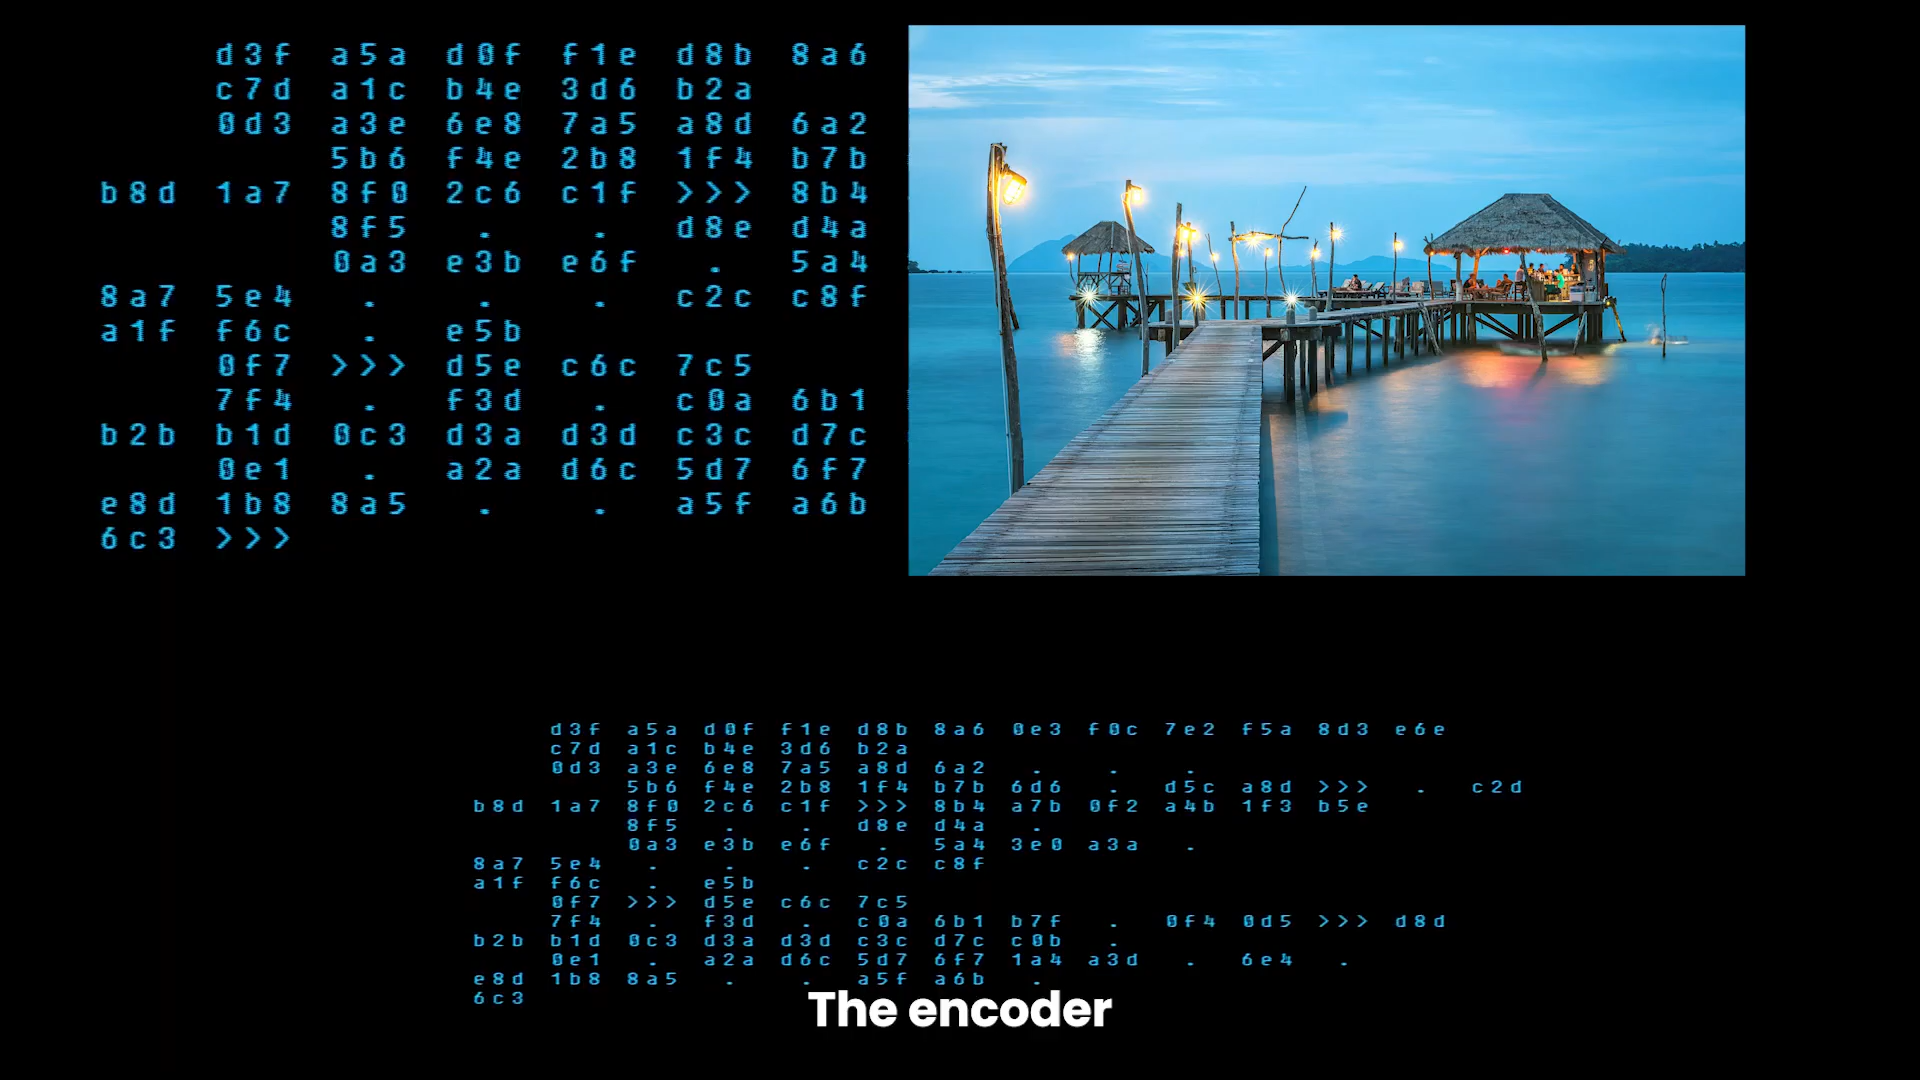 d3f a5a d0f f1e d8b 8a6
c7d a1c b4e 3d6 b2a
0d3 a3e 6e8 7a5 a8d 6a2
5b6 f4e 2b8 1f4 b7b
b8d 1a7 8f0 2c6 c1f >>> 8b4
8f5 . . d8e d4a
0a3 e3b e6f . 5a4
8a7 5e4 . . . c2c c8f
a1f f6c . e5b
0f7 >>> d5e c6c 7c5
7f4 . f3d . c0a 6b1
b2b b1d 0c3 d3a d3d c3c d7c
0e1 . a2a d6c 5d7 6f7
e8d 1b8 8a5 . . a5f a6b
6c3 >>>
d3f a5a d0f f1e d8b 8a6 0e3 f0c 7e2 f5a 8d3 e6e
c7d a1c b4e 3d6 b2a
0d3 a3e 6e8 7a5 a8d 6a2 . . .
5b6 f4e 2b8 1f4 b7b 6d6 . d5c a8d >>> . c2d
b8d 1a7 8f0 2c6 c1f >>> 8b4 a7b 0f2 a4b 1f3 b5e
8f5 . . d8e d4a .
0a3 e3b e6f . 5a4 3e0 a3a .
8a7 5e4 . . . c2c c8f
a1f f6c . e5b
0f7 >>> d5e c6c 7c5
7f4 . f3d . c0a 6b1 b7f . 0f4 0d5 >>> d8d
b2b b1d 0c3 d3a d3d c3c d7c c0b .
0e1 . a2a d6c 5d7 6f7 1a4 a3d . 6e4 .
e8d 1b8 8a5 . . a5f a6b .
6c3
The encoder